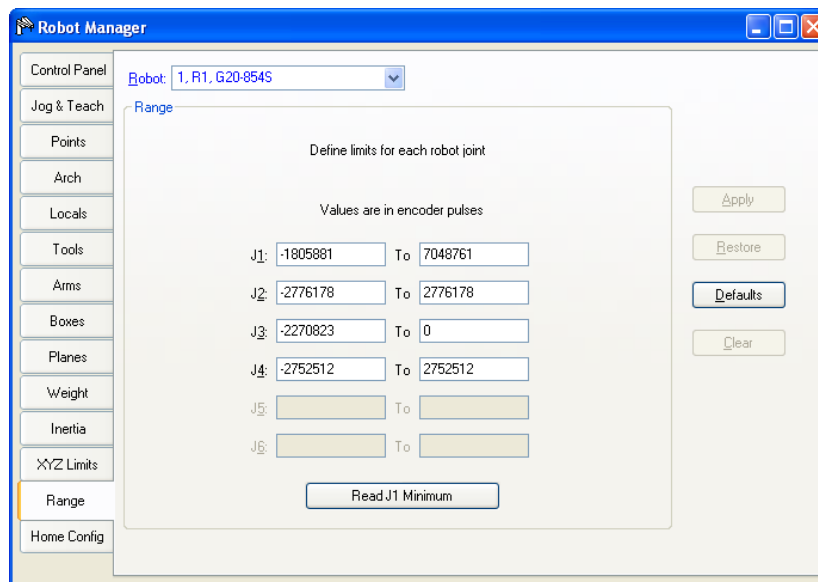 Robot Manager
Control Panel
Jog & Teach
Points
Arch
Locals
Tools
Arms
Boxes
Planes
Weight
Inertia
XYZ Limits
Range
Home Config
Robot: 1, R1, G20-854S
Range
Define limits for each robot joint
Values are in encoder pulses
J1: -1805881 To 7048761
J2: -2776178 To 2776178
J3: -2270823 To 0
J4: -2752512 To 2752512
J5: To
J6: To
Read J1 Minimum
Apply
Restore
Defaults
Clear